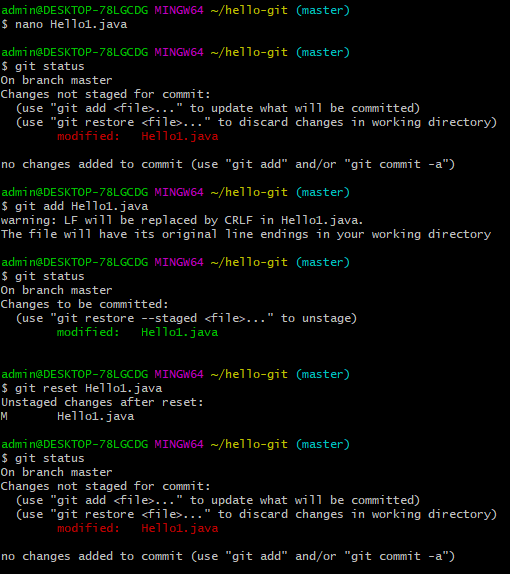 admin@DESKTOP-78LGCDG MINGW64 ~/hello-git (master)
$ nano Hello1.java
admin@DESKTOP-78LGCDG MINGW64 ~/hello-git (master)
$ git status
On branch master
Changes not staged for commit:
  (use "git add <file>..." to update what will be committed)
  (use "git restore <file>..." to discard changes in working directory)
        modified:   Hello1.java
no changes added to commit (use "git add" and/or "git commit -a")
admin@DESKTOP-78LGCDG MINGW64 ~/hello-git (master)
$ git add Hello1.java
warning: LF will be replaced by CRLF in Hello1.java.
The file will have its original line endings in your working directory
admin@DESKTOP-78LGCDG MINGW64 ~/hello-git (master)
$ git status
On branch master
Changes to be committed:
  (use "git restore --staged <file>..." to unstage)
        modified:   Hello1.java
admin@DESKTOP-78LGCDG MINGW64 ~/hello-git (master)
$ git reset Hello1.java
Unstaged changes after reset:
M       Hello1.java
admin@DESKTOP-78LGCDG MINGW64 ~/hello-git (master)
$ git status
On branch master
Changes not staged for commit:
  (use "git add <file>..." to update what will be committed)
  (use "git restore <file>..." to discard changes in working directory)
        modified:   Hello1.java
no changes added to commit (use "git add" and/or "git commit -a")